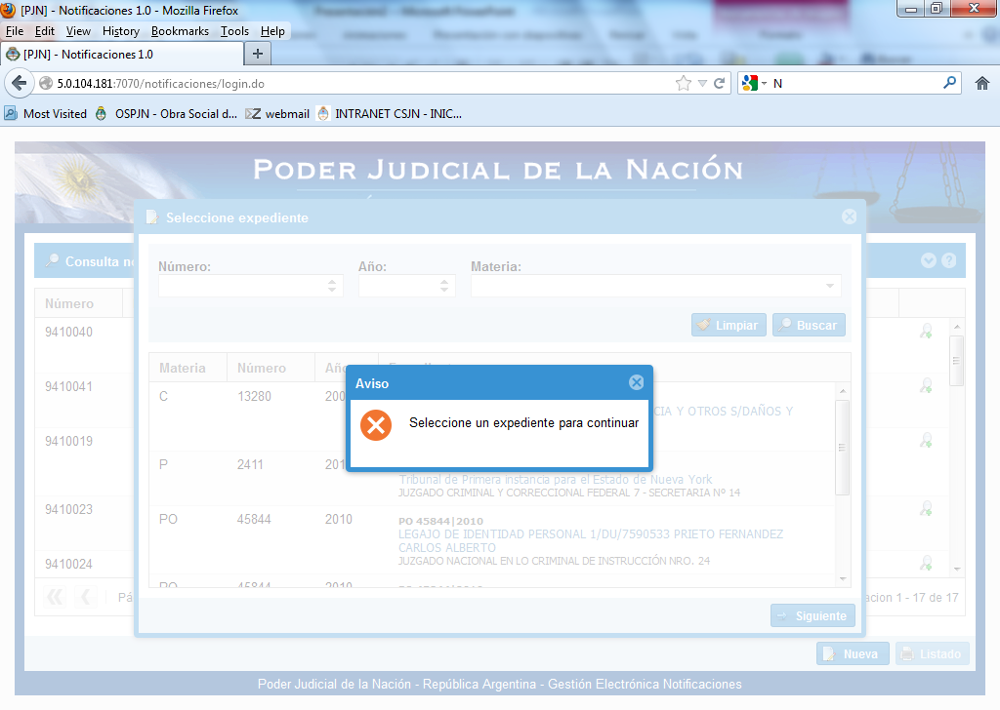 [PJN] - Notificaciones 1.0 - Mozilla Firefox
File Edit View History Bookmarks Tools Help
[PJN] - Notificaciones 1.0
5.0.104.181:7070/notificaciones/login.do
N
Most Visited OSPJN - Obra Social d... webmail INTRANET CSJN - INIC...
PODER JUDICIAL DE LA NACIÓN
Seleccione expediente
Consulta
Número: Año: Materia:
Número
Limpiar Buscar
9410040
Materia Número
9410041
C 13280
CIA Y OTROS S/DAÑOS Y
9410019
P 2411
Tribunal de Primera instancia para el Estado de Nueva York
JUZGADO CRIMINAL Y CORRECCIONAL FEDERAL 7 - SECRETARIA Nº 14
9410023
PO 45844 2010
PO 45844|2010
LEGAJO DE IDENTIDAD PERSONAL 1/DU/7590533 PRIETO FERNANDEZ
CARLOS ALBERTO
JUZGADO NACIONAL EN LO CRIMINAL DE INSTRUCCIÓN NRO. 24
9410024
PO 45844 2010
Aviso
Seleccione un expediente para continuar
acion 1 - 17 de 17
Siguiente
Nueva Listado
Poder Judicial de la Nación - República Argentina - Gestión Electrónica Notificaciones